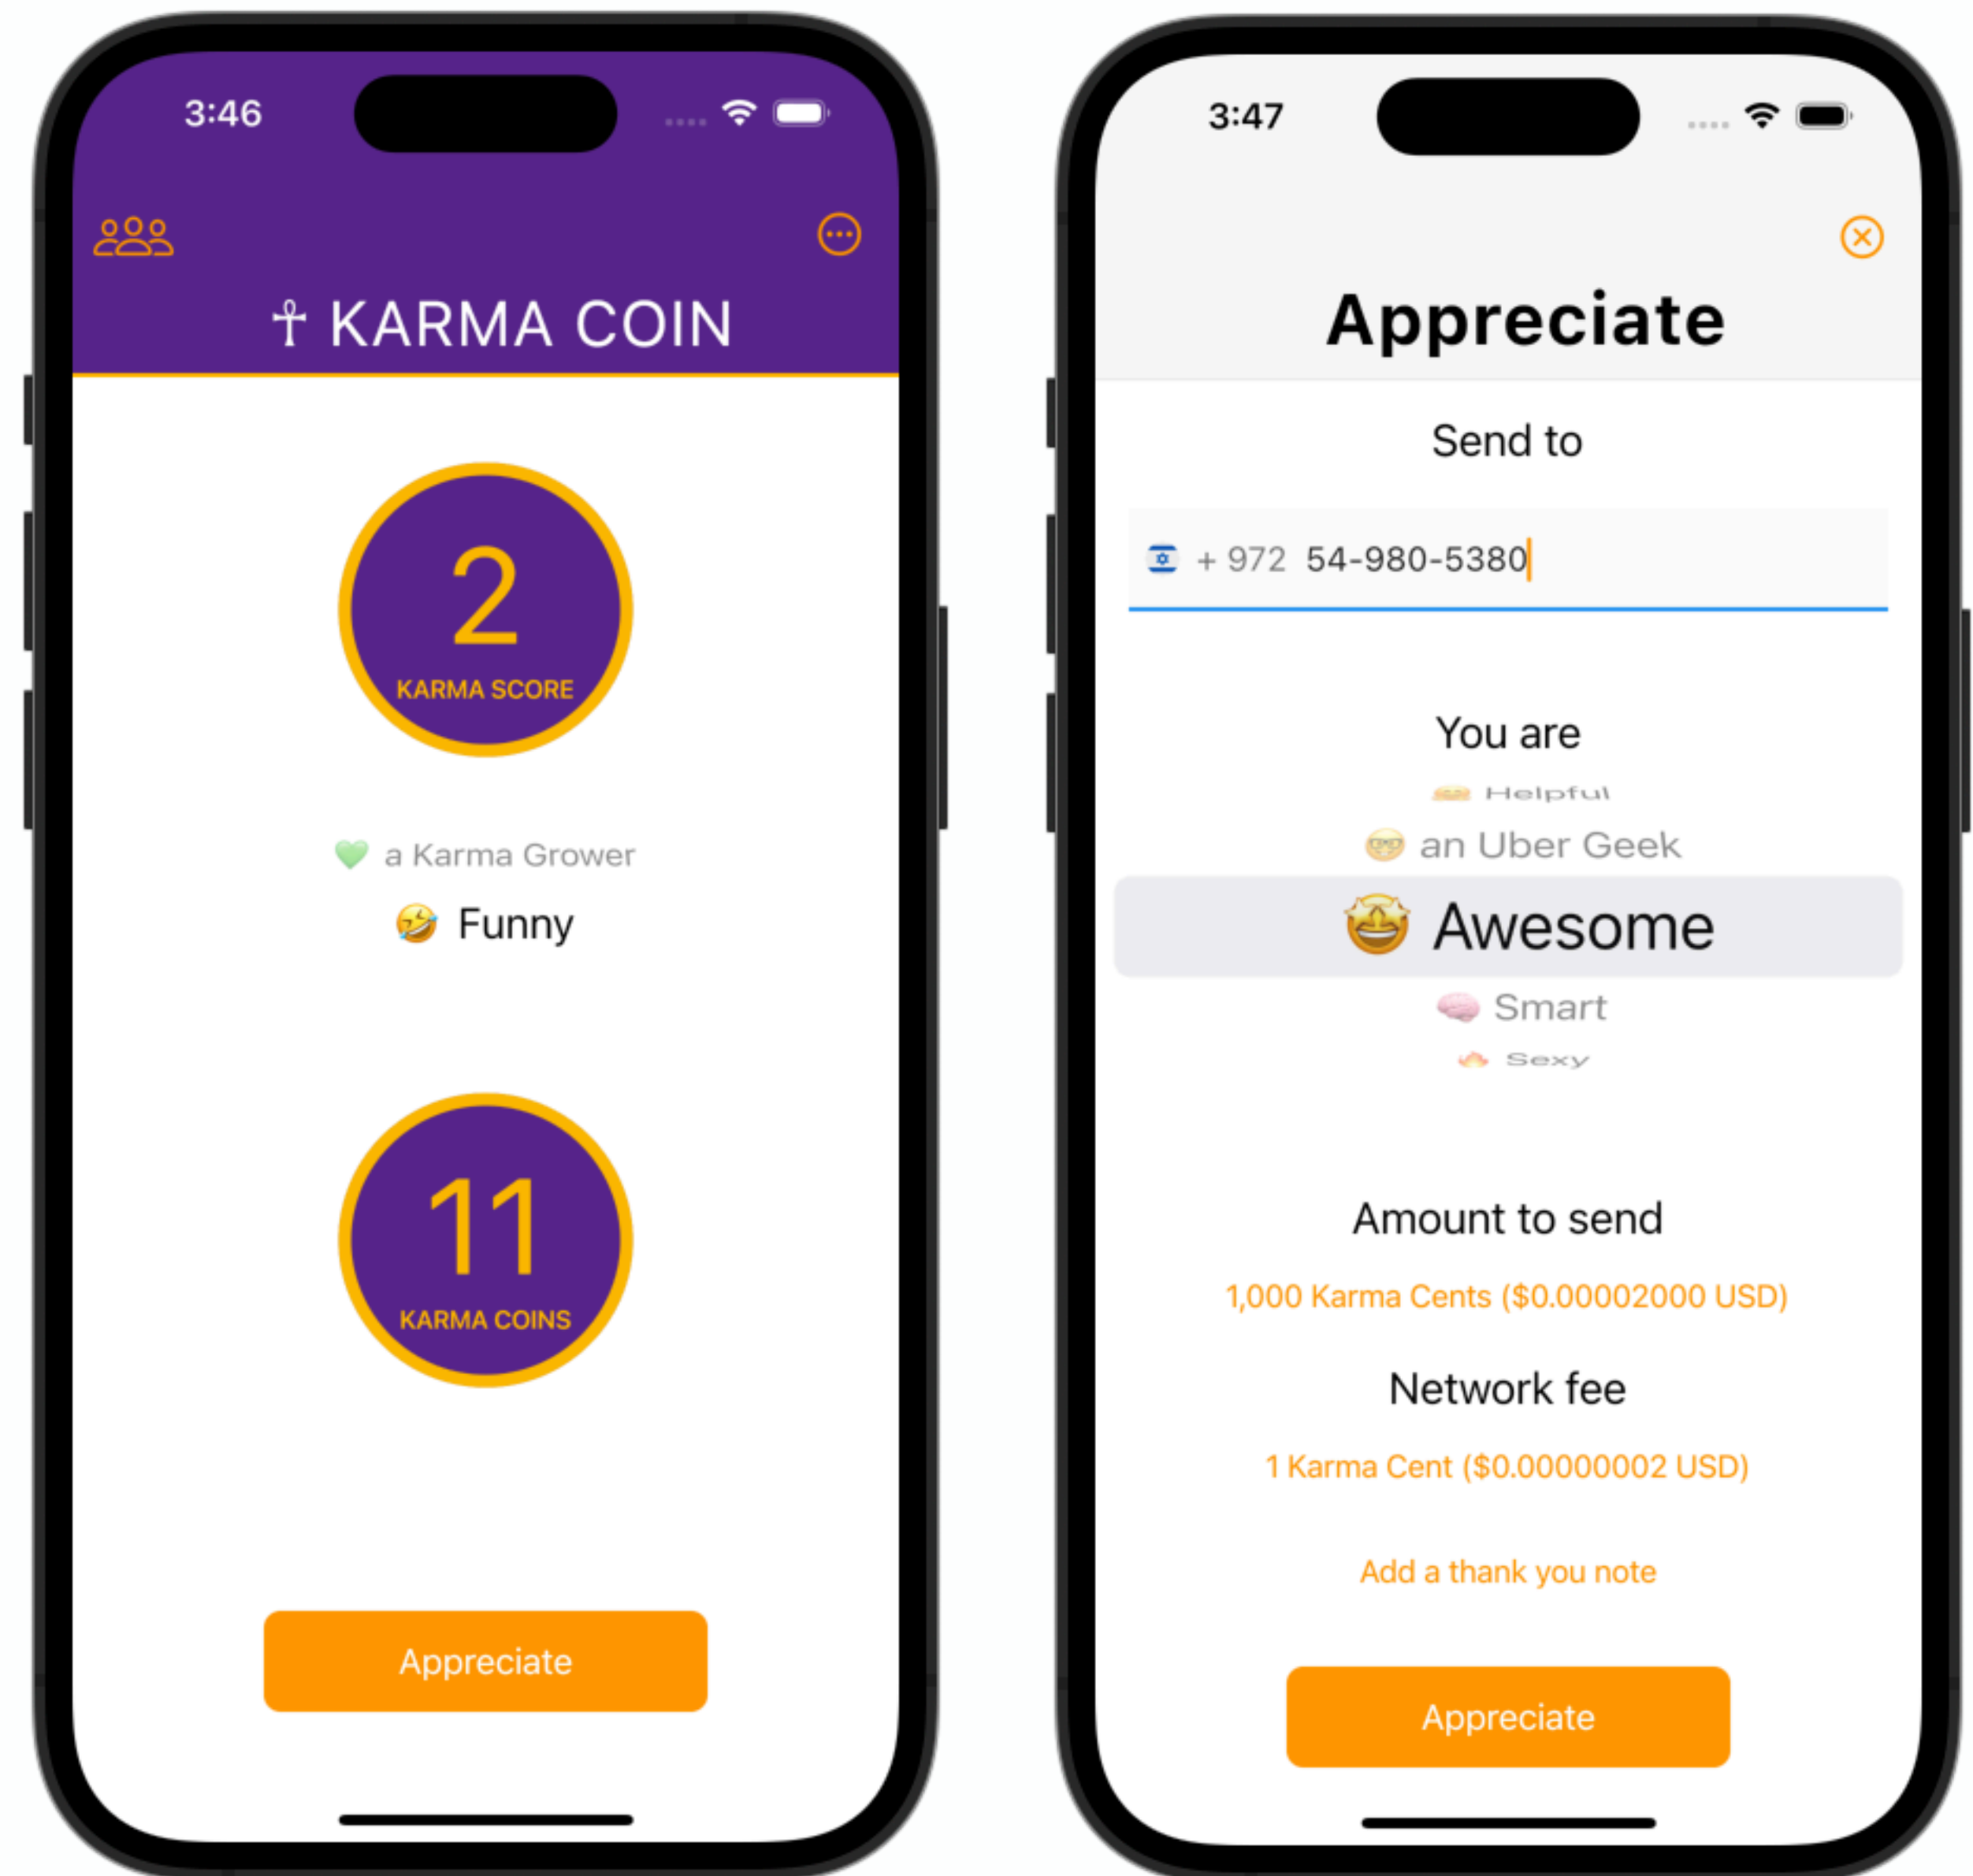 3:46
☥ KARMA COIN
2
KARMA SCORE
💚 a Karma Grower
🤣 Funny
11
KARMA COINS
Appreciate
3:47
Appreciate
Send to
+ 972 54-980-5380
You are
🤗 Helpful
🤓 an Uber Geek
🤩 Awesome
🧠 Smart
🔥 Sexy
Amount to send
1,000 Karma Cents ($0.00002000 USD)
Network fee
1 Karma Cent ($0.00000002 USD)
Add a thank you note
Appreciate